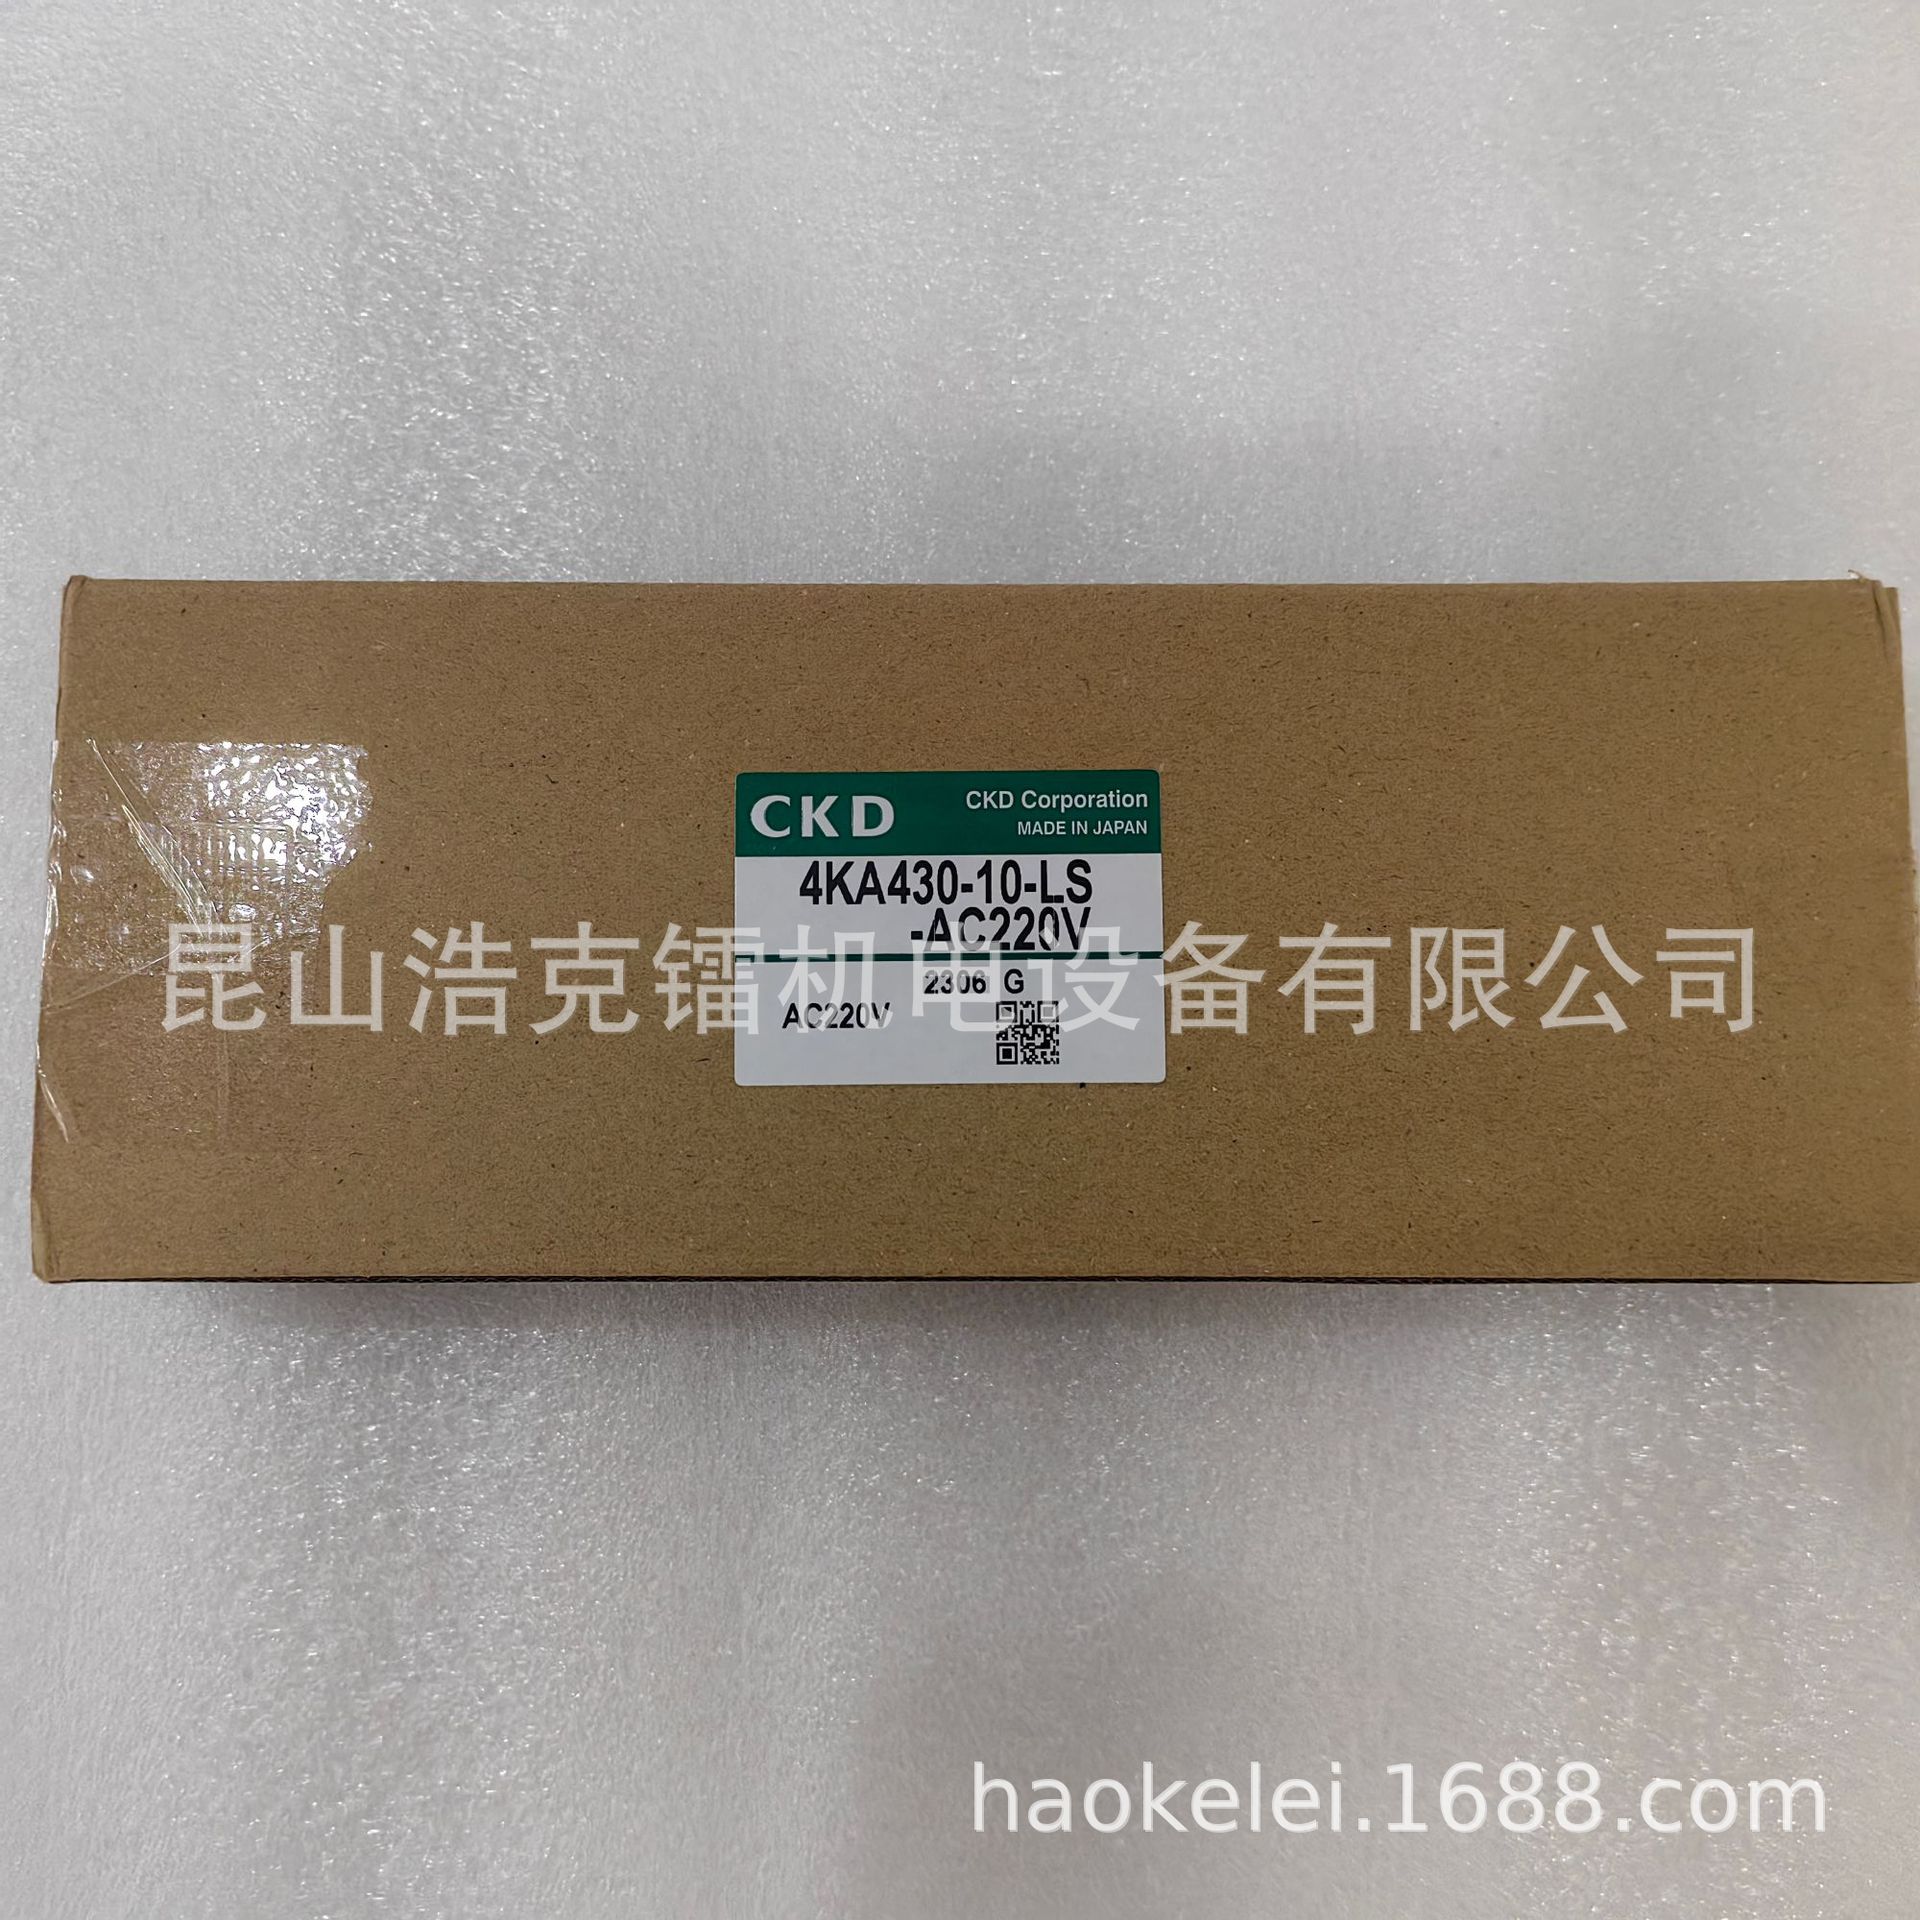 CKD
CKD Corporation
MADE IN JAPAN
4KA430-10-LS
-AC220V
昆山浩克镭机电设备有限公司
2306 G
AC220V
haokelei.1688.com